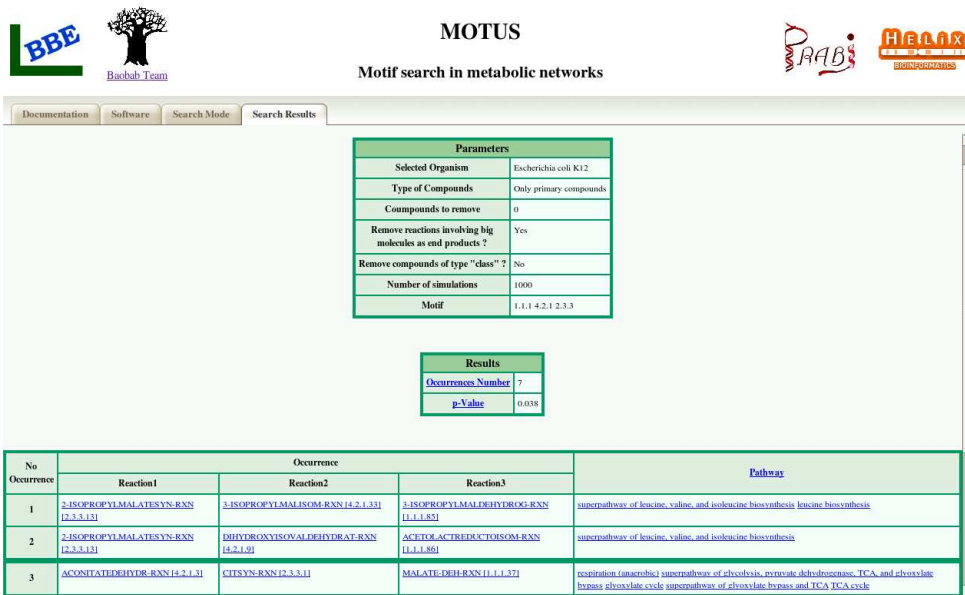 BBE
Baobab Team
MOTUS
Motif search in metabolic networks
PRABI
HELIX
BIOINFORMATICS
Documentation Software Search Mode Search Results
Parameters
Selected Organism Escherichia coli K12
Type of Compounds Only primary compounds
Coumpounds to remove 0
Remove reactions involving big Yes
molecules as end products ?
Remove compounds of type "class" ? No
Number of simulations 1000
Motif 1.1.1 4.2.1 2.3.3
Results
Occurrences Number 7
p-Value 0.038
No Occurrence Occurrence Pathway
Reaction1 Reaction2 Reaction3
1 2-ISOPROPYLMALATESYN-RXN 3-ISOPROPYLMALISOM-RXN [4.2.1.33] 3-ISOPROPYLMALDEHYDROG-RXN superpathway of leucine, valine, and isoleucine biosynthesis leucine biosynthesis
[2.3.3.13] [1.1.1.85]
2 2-ISOPROPYLMALATESYN-RXN DIHYDROXYISOVALDEHYDRAT-RXN ACETOLACTREDUCTOISOM-RXN superpathway of leucine, valine, and isoleucine biosynthesis
[2.3.3.13] [4.2.1.9] [1.1.1.86]
3 ACONITATEDEHYDR-RXN [4.2.1.3] CITSYN-RXN [2.3.3.1] MALATE-DEH-RXN [1.1.1.37] respiration (anaerobic) superpathway of glycolysis, pyruvate dehydrogenase, TCA, and glyoxylate
bypass glyoxylate cycle superpathway of glyoxylate bypass and TCA TCA cycle